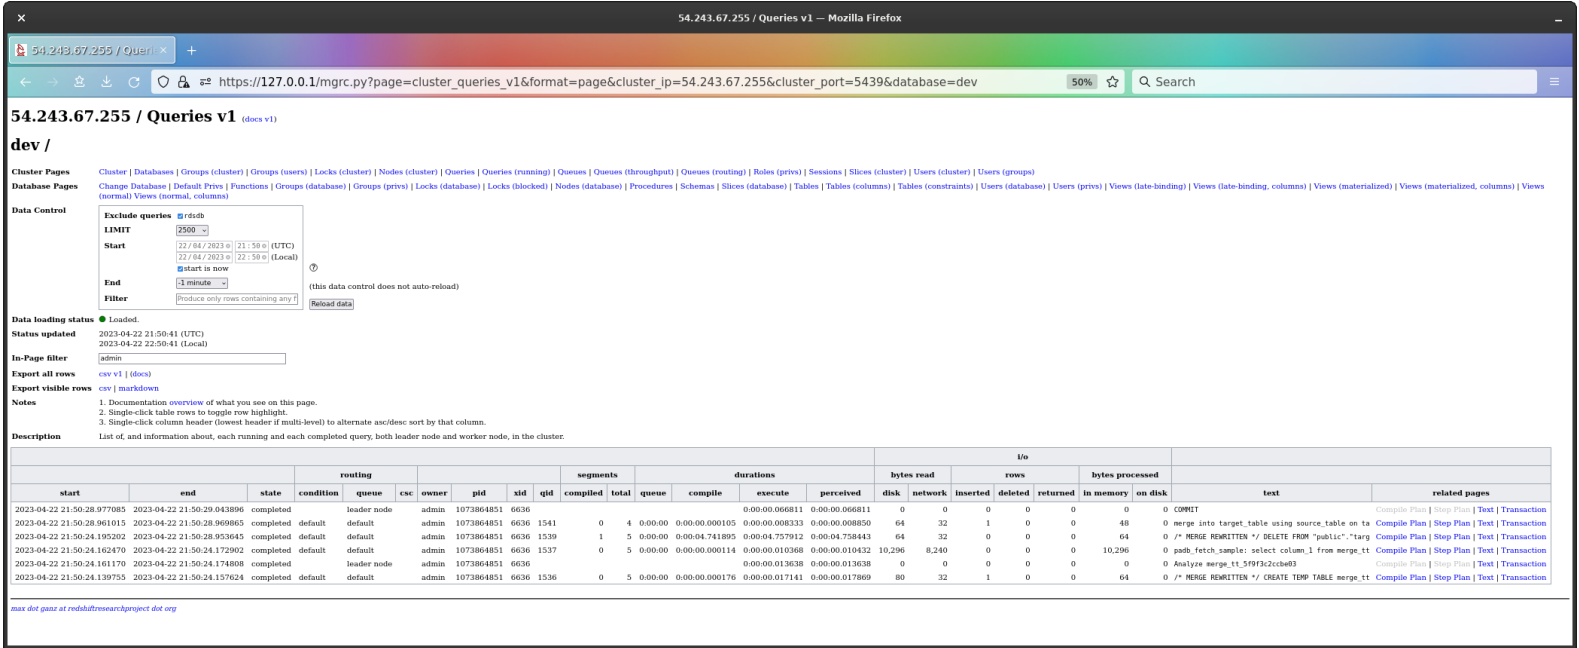 54.243.67.255 / Queries v1 — Mozilla Firefox
54.243.67.255 / Queri
https://127.0.0.1/mgrc.py?page=cluster_queries_v1&format=page&cluster_ip=54.243.67.255&cluster_port=5439&database=dev 50% Search
54.243.67.255 / Queries v1 (docs v1)
dev /
Cluster Pages Cluster | Databases | Groups (cluster) | Groups (users) | Locks (cluster) | Nodes (cluster) | Queries | Queries (running) | Queues | Queues (throughput) | Queues (routing) | Roles (privs) | Sessions | Slices (cluster) | Users (cluster) | Users (groups)
Database Pages Change Database | Default Privs | Functions | Groups (database) | Groups (privs) | Locks (database) | Locks (blocked) | Nodes (database) | Procedures | Schemas | Slices (database) | Tables | Tables (columns) | Tables (constraints) | Users (database) | Users (privs) | Views (late-binding) | Views (late-binding, columns) | Views (materialized) | Views (materialized, columns) | Views
(normal) Views (normal, columns)
Data Control
Exclude queries rdsdb
LIMIT 2500
Start 22/04/2023 21:50 (UTC)
22/04/2023 22:50 (Local)
start is now
End -1 minute (this data control does not auto-reload)
Filter Produce only rows containing any f Reload data
Data loading status Loaded.
Status updated 2023-04-22 21:50:41 (UTC)
2023-04-22 22:50:41 (Local)
In-Page filter admin
Export all rows csv v1 | (docs)
Export visible rows csv | markdown
Notes 1. Documentation overview of what you see on this page.
2. Single-click table rows to toggle row highlight.
3. Single-click column header (lowest header if multi-level) to alternate asc/desc sort by that column.
Description List of, and information about, each running and each completed query, both leader node and worker node, in the cluster.
i/o
routing segments durations bytes read rows bytes processed
start end state condition queue csc owner pid xid qid compiled total queue compile execute perceived disk network inserted deleted returned in memory on disk text related pages
2023-04-22 21:50:28.977085 2023-04-22 21:50:29.043896 completed leader node admin 1073864851 6636 0:00:00.066811 0:00:00.066811 0 0 0 0 0 0 0 COMMIT Compile Plan | Step Plan | Text | Transaction
2023-04-22 21:50:28.961015 2023-04-22 21:50:28.969865 completed default default admin 1073864851 6636 1541 0 4 0:00:00 0:00:00.000105 0:00:00.008333 0:00:00.008850 64 32 1 0 0 48 0 merge into target_table using source_table on ta Compile Plan | Step Plan | Text | Transaction
2023-04-22 21:50:24.195202 2023-04-22 21:50:28.953645 completed default default admin 1073864851 6636 1539 1 5 0:00:00 0:00:04.741895 0:00:04.757912 0:00:04.758443 64 32 0 0 0 64 0 /* MERGE REWRITTEN */ DELETE FROM "public"."targ Compile Plan | Step Plan | Text | Transaction
2023-04-22 21:50:24.162470 2023-04-22 21:50:24.172902 completed default default admin 1073864851 6636 1537 0 5 0:00:00 0:00:00.000114 0:00:00.010368 0:00:00.010432 10,296 8,240 0 0 0 10,296 0 padb_fetch_sample: select column_1 from merge_tt Compile Plan | Step Plan | Text | Transaction
2023-04-22 21:50:24.161170 2023-04-22 21:50:24.174808 completed leader node admin 1073864851 6636 0:00:00.013638 0:00:00.013638 0 0 0 0 0 0 0 Analyze merge_tt_5f9f3c2ccbe03 Compile Plan | Step Plan | Text | Transaction
2023-04-22 21:50:24.139755 2023-04-22 21:50:24.157624 completed default default admin 1073864851 6636 1536 0 5 0:00:00 0:00:00.000176 0:00:00.017141 0:00:00.017869 80 32 1 0 0 64 0 /* MERGE REWRITTEN */ CREATE TEMP TABLE merge_tt Compile Plan | Step Plan | Text | Transaction
max dot ganz at redshiftresearchproject dot org